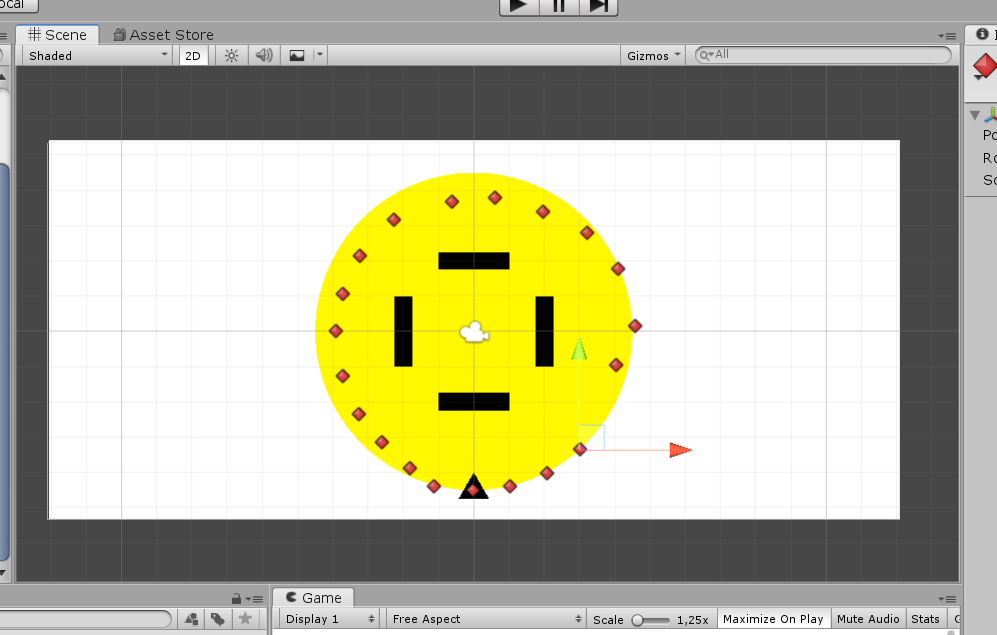 ocal
Scene Asset Store
Shaded 2D Gizmos All
Po
Ro
Sc
Game
Display 1 Free Aspect Scale 1,25x Maximize On Play Mute Audio Stats